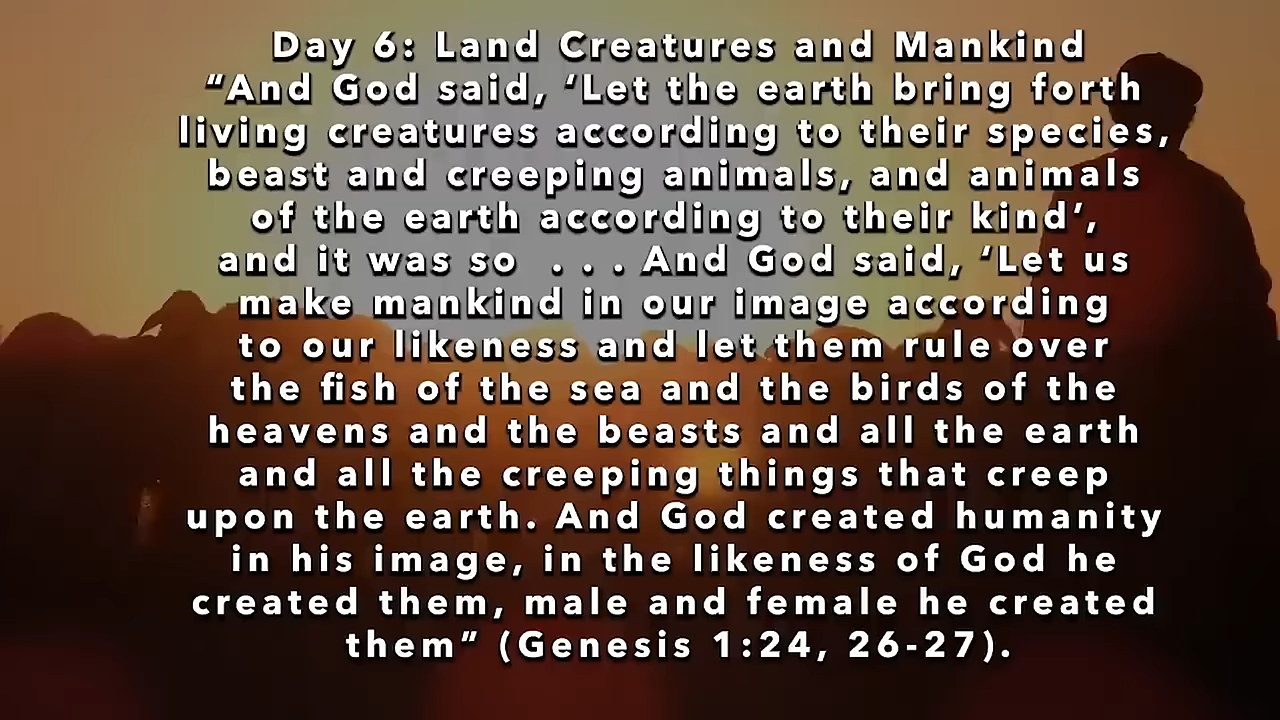 Day 6: Land Creatures and Mankind
“And God said, ‘Let the earth bring forth
living creatures according to their species,
beast and creeping animals, and animals
of the earth according to their kind’,
and it was so . . . And God said, ‘Let us
make mankind in our image according
to our likeness and let them rule over
the fish of the sea and the birds of the
heavens and the beasts and all the earth
and all the creeping things that creep
upon the earth. And God created humanity
in his image, in the likeness of God he
created them, male and female he created
them” (Genesis 1:24, 26-27).